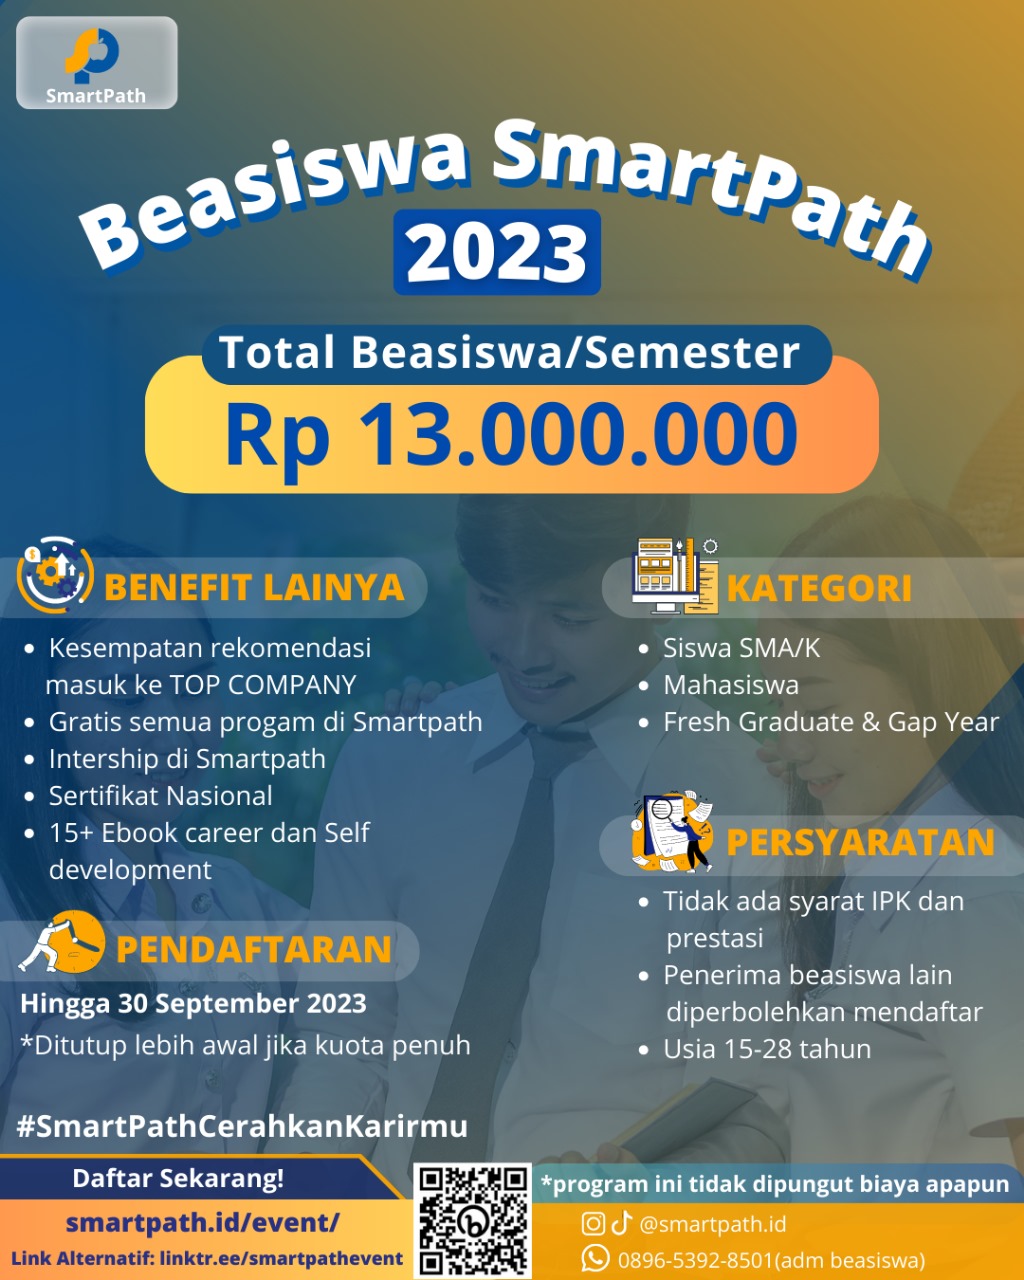 SmartPath
Beasiswa SmartPath
2023
Total Beasiswa/Semester
Rp 13.000.000
BENEFIT LAINYA
• Kesempatan rekomendasi
masuk ke TOP COMPANY
• Gratis semua progam di Smartpath
• Intership di Smartpath
• Sertifikat Nasional
• 15+ Ebook career dan Self
development
PENDAFTARAN
Hingga 30 September 2023
*Ditutup lebih awal jika kuota penuh
KATEGORI
• Siswa SMA/K
• Mahasiswa
• Fresh Graduate & Gap Year
PERSYARATAN
• Tidak ada syarat IPK dan
prestasi
• Penerima beasiswa lain
diperbolehkan mendaftar
• Usia 15-28 tahun
#SmartPathCerahkanKarirmu
Daftar Sekarang!
smartpath.id/event/
Link Alternatif: linktr.ee/smartpathevent
*program ini tidak dipungut biaya apapun
@smartpath.id
0896-5392-8501(adm beasiswa)